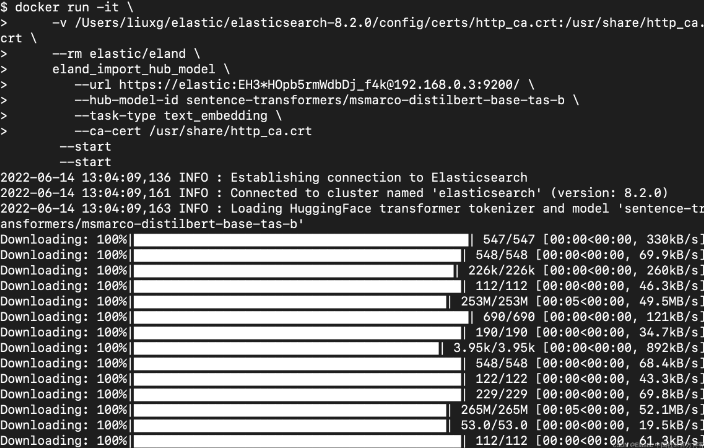 $ docker run -it \
>      -v /Users/liuxg/elastic/elasticsearch-8.2.0/config/certs/http_ca.crt:/usr/share/http_ca.
crt \
>      --rm elastic/eland \
>      eland_import_hub_model \
>         --url https://elastic:EH3*HOpb5rmWdbDj_f4k@192.168.0.3:9200/ \
>         --hub-model-id sentence-transformers/msmarco-distilbert-base-tas-b \
>         --task-type text_embedding \
>         --ca-cert /usr/share/http_ca.crt
        --start
        --start
2022-06-14 13:04:09,136 INFO : Establishing connection to Elasticsearch
2022-06-14 13:04:09,161 INFO : Connected to cluster named 'elasticsearch' (version: 8.2.0)
2022-06-14 13:04:09,163 INFO : Loading HuggingFace transformer tokenizer and model 'sentence-tr
ansformers/msmarco-distilbert-base-tas-b'
Downloading: 100%| | 547/547 [00:00<00:00, 330kB/s]
Downloading: 100%| | 548/548 [00:00<00:00, 69.9kB/s]
Downloading: 100%| | 226k/226k [00:00<00:00, 260kB/s]
Downloading: 100%| | 112/112 [00:00<00:00, 46.3kB/s]
Downloading: 100%| | 253M/253M [00:05<00:00, 49.5MB/s]
Downloading: 100%| | 690/690 [00:00<00:00, 121kB/s]
Downloading: 100%| | 190/190 [00:00<00:00, 34.7kB/s]
Downloading: 100%| | 3.95k/3.95k [00:00<00:00, 892kB/s]
Downloading: 100%| | 548/548 [00:00<00:00, 68.4kB/s]
Downloading: 100%| | 122/122 [00:00<00:00, 43.3kB/s]
Downloading: 100%| | 229/229 [00:00<00:00, 69.8kB/s]
Downloading: 100%| | 265M/265M [00:05<00:00, 52.1MB/s]
Downloading: 100%| | 53.0/53.0 [00:00<00:00, 19.5kB/s]
Downloading: 100%| | 112/112 [00:00<00:00, 61.3kB/s]